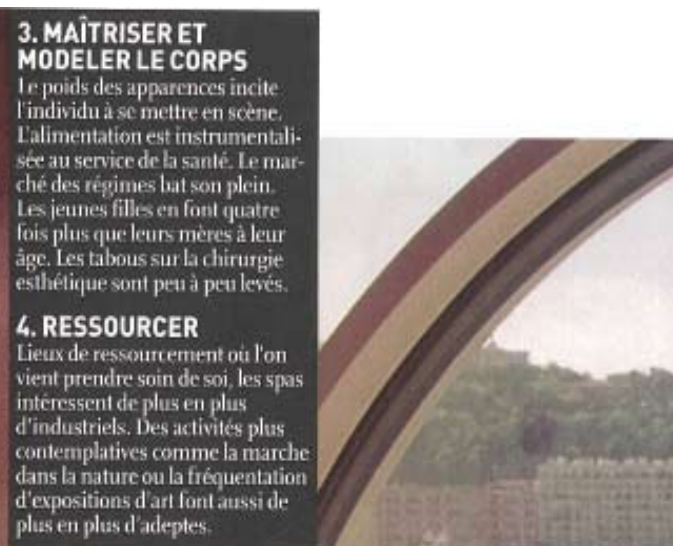 3. MAÎTRISER ET
MODELER LE CORPS
Le poids des apparences incite
l'individu à se mettre en scène.
L'alimentation est instrumentali-
sée au service de la santé. Le mar-
ché des régimes bat son plein.
Les jeunes filles en font quatre
fois plus que leurs mères à leur
âge. Les tabous sur la chirurgie
esthétique sont peu à peu levés.
4. RESSOURCER
Lieux de ressourcement où l'on
vient prendre soin de soi, les spas
intéressent de plus en plus
d'industriels. Des activités plus
contemplatives comme la marche
dans la nature ou la fréquentation
d'expositions d'art font aussi de
plus en plus d'adeptes.